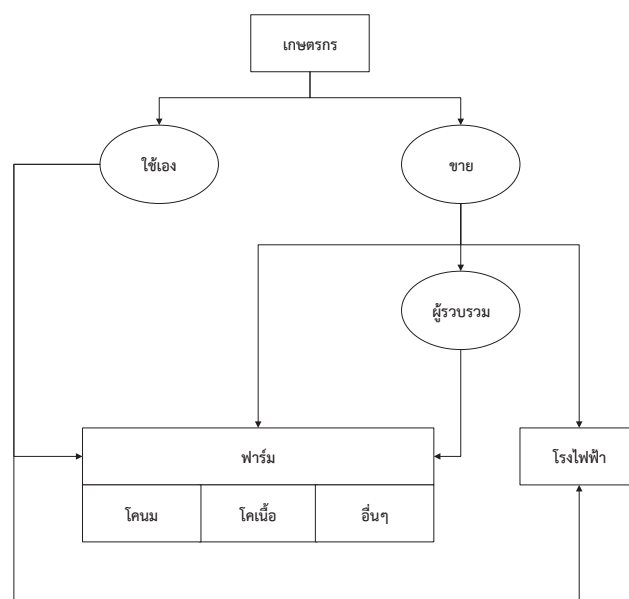 เกษตรกร
ใช้เอง
ขาย
ผู้รวบรวม
ฟาร์ม
โรงไฟฟ้า
โคนม
โคเนื้อ
อื่นๆ